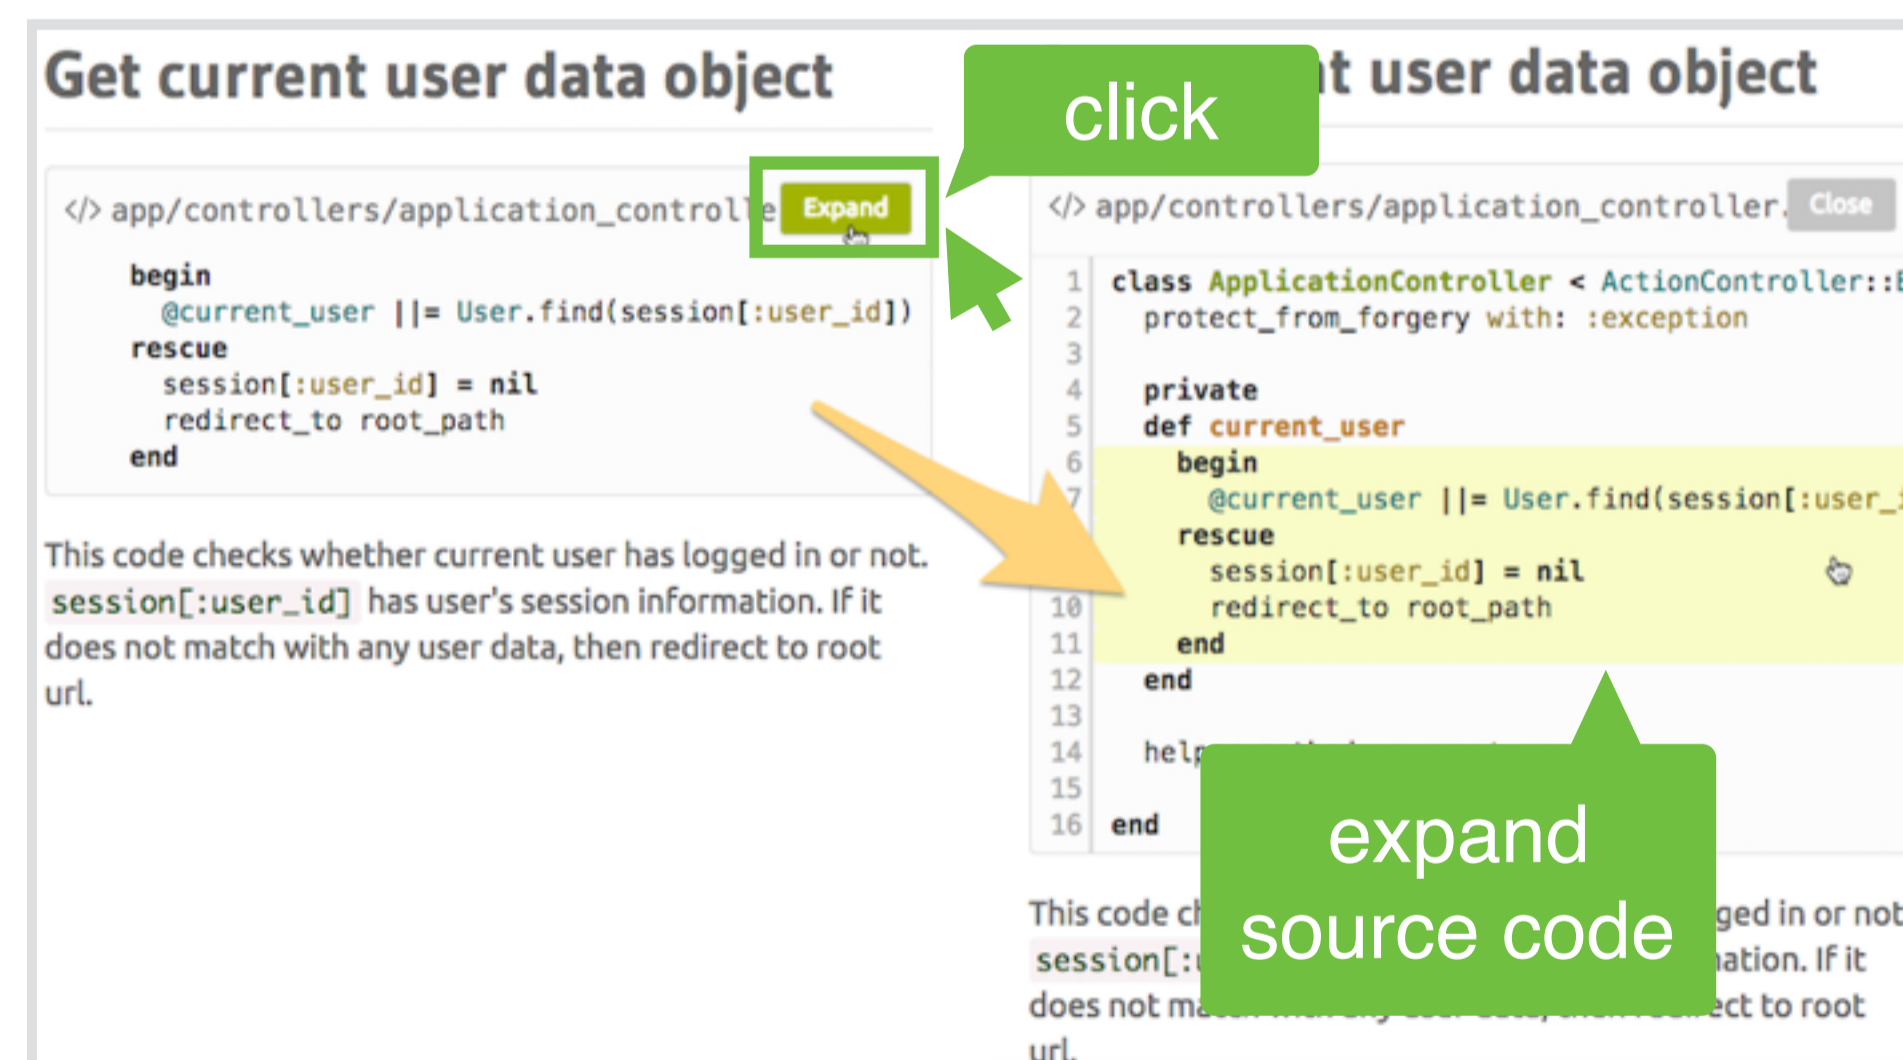 Get current user data object
</> app/controllers/application_controlle
Expand
begin
@current_user ||= User.find(session[:user_id])
rescue
session[:user_id] = nil
redirect_to root_path
end
This code checks whether current user has logged in or not.
session[:user_id] has user's session information. If it
does not match with any user data, then redirect to root
url.
click
t user data object
</> app/controllers/application_controller.
Close
1 class ApplicationController < ActionController::
2 protect_from_forgery with: :exception
3
4 private
5 def current_user
6 begin
7 @current_user ||= User.find(session[:user_i
rescue
session[:user_id] = nil
10 redirect_to root_path
11 end
12 end
13
14 help
15
16 end
expand
source code
This code ch ged in or not
session[:u ation. If it
does not ma ect to root
url.